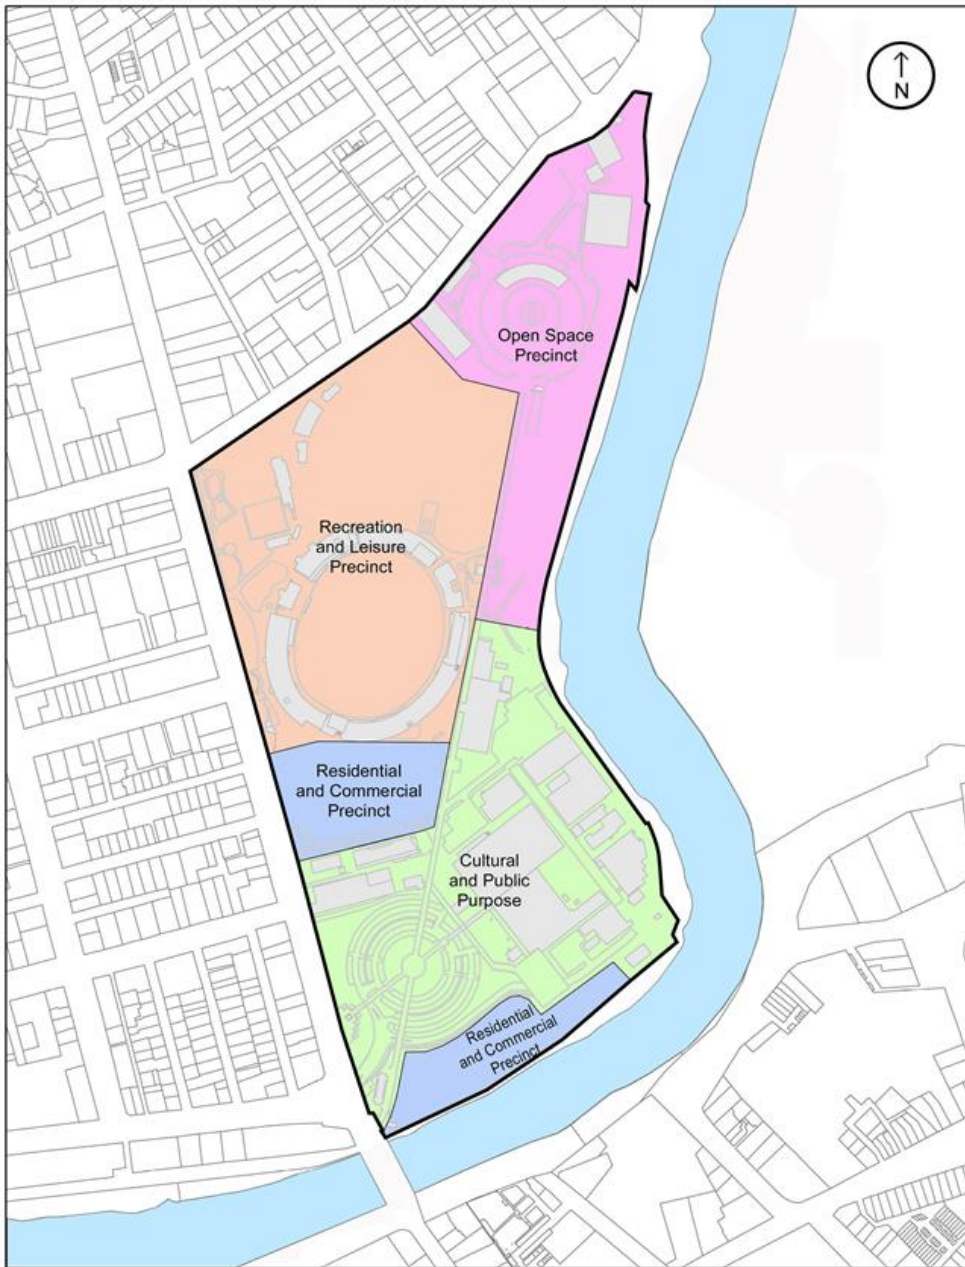 N
Open Space
Precinct
Recreation
and Leisure
Precinct
Residential
and Commercial
Precinct
Cultural
and Public
Purpose
Residential
and Commercial
Precinct